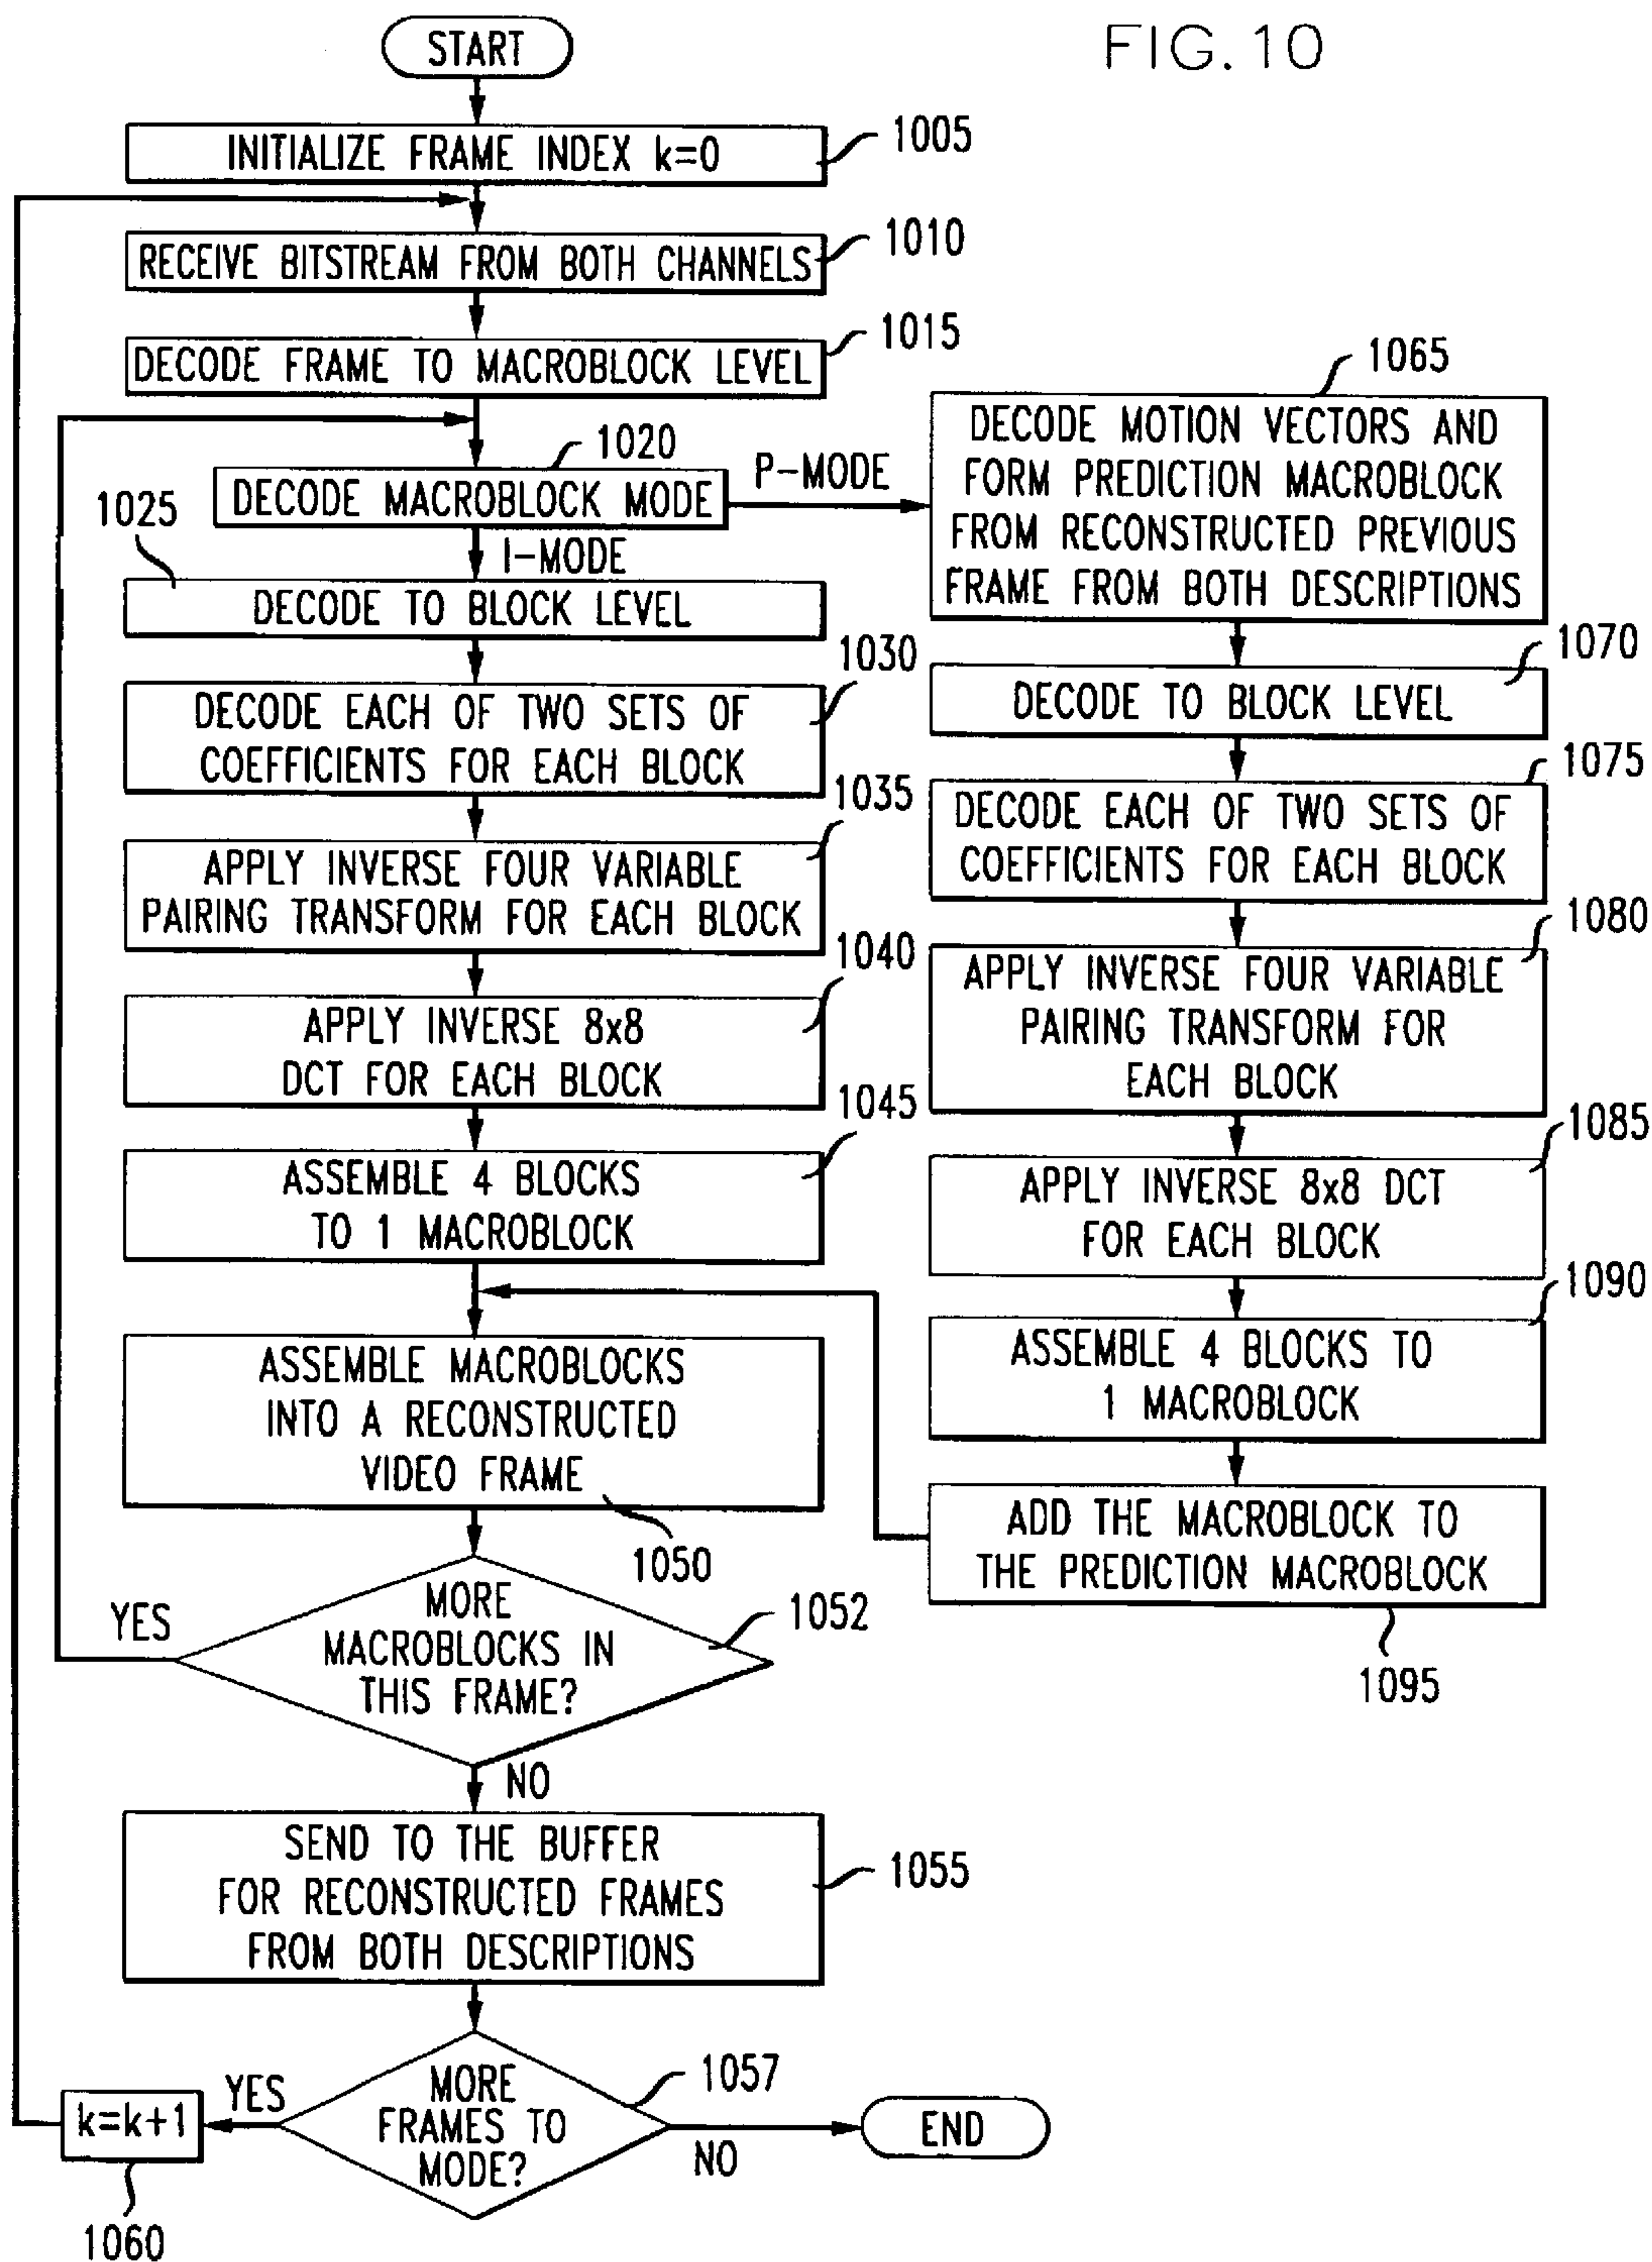 FIG. 10
START
INITIALIZE FRAME INDEX k=0
1005
RECEIVE BITSTREAM FROM BOTH CHANNELS
1010
DECODE FRAME TO MACROBLOCK LEVEL
1015
1020
DECODE MACROBLOCK MODE
P-MODE
I-MODE
1025
DECODE TO BLOCK LEVEL
1030
DECODE EACH OF TWO SETS OF
COEFFICIENTS FOR EACH BLOCK
1035
APPLY INVERSE FOUR VARIABLE
PAIRING TRANSFORM FOR EACH BLOCK
1040
APPLY INVERSE 8x8
DCT FOR EACH BLOCK
1045
ASSEMBLE 4 BLOCKS
TO 1 MACROBLOCK
ASSEMBLE MACROBLOCKS
INTO A RECONSTRUCTED
VIDEO FRAME
1050
MORE
MACROBLOCKS IN
THIS FRAME?
1052
YES
NO
SEND TO THE BUFFER
FOR RECONSTRUCTED FRAMES
FROM BOTH DESCRIPTIONS
1055
MORE
FRAMES TO
MODE?
1057
YES
k=k+1
1060
NO
END
1065
DECODE MOTION VECTORS AND
FORM PREDICTION MACROBLOCK
FROM RECONSTRUCTED PREVIOUS
FRAME FROM BOTH DESCRIPTIONS
1070
DECODE TO BLOCK LEVEL
1075
DECODE EACH OF TWO SETS OF
COEFFICIENTS FOR EACH BLOCK
1080
APPLY INVERSE FOUR VARIABLE
PAIRING TRANSFORM FOR
EACH BLOCK
1085
APPLY INVERSE 8x8 DCT
FOR EACH BLOCK
1090
ASSEMBLE 4 BLOCKS TO
1 MACROBLOCK
ADD THE MACROBLOCK TO
THE PREDICTION MACROBLOCK
1095